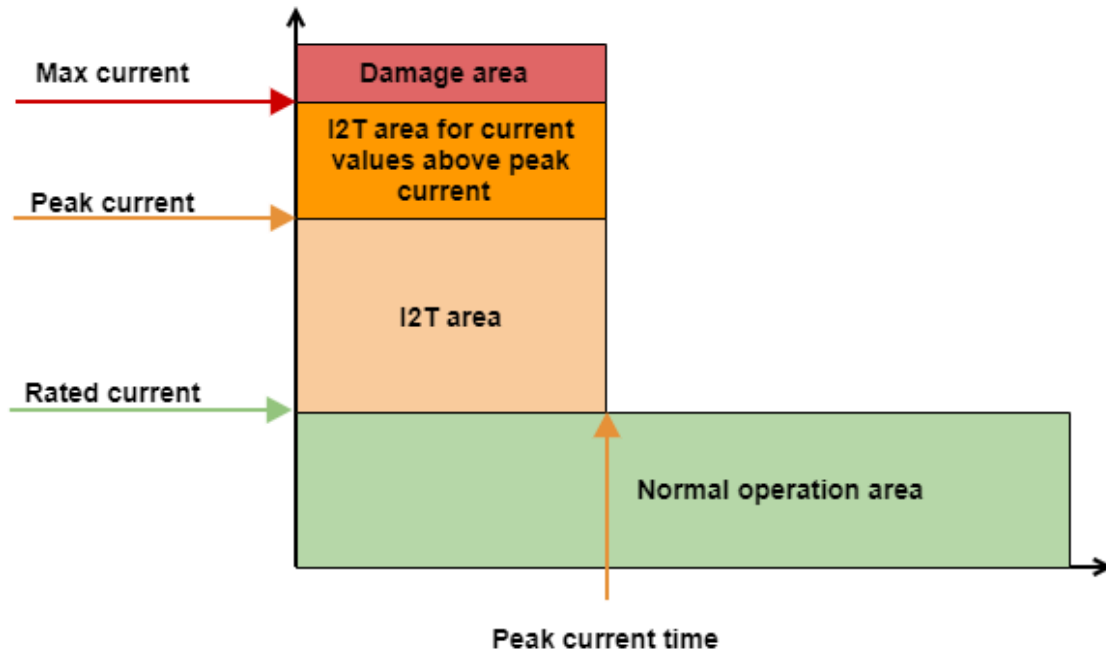 Max current
Damage area
I2T area for current
values above peak
current
Peak current
I2T area
Rated current
Normal operation area
Peak current time